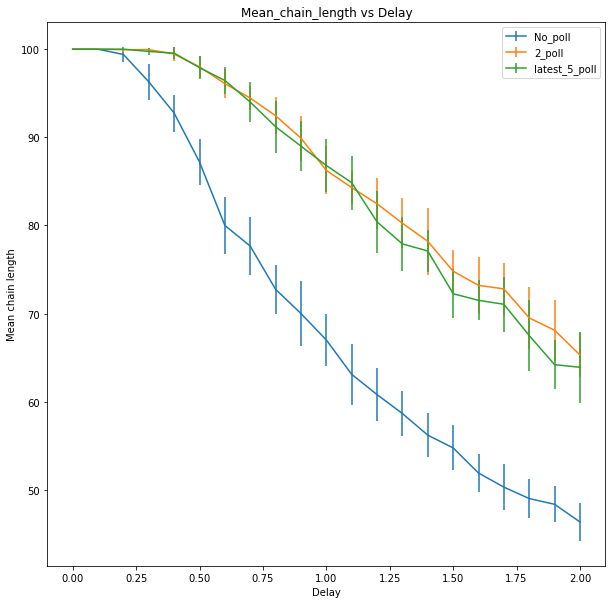 Mean_chain_length vs Delay
No_poll
2_poll
latest_5_poll
100
90
80
70
60
50
Mean chain length
0.00 0.25 0.50 0.75 1.00 1.25 1.50 1.75 2.00
Delay